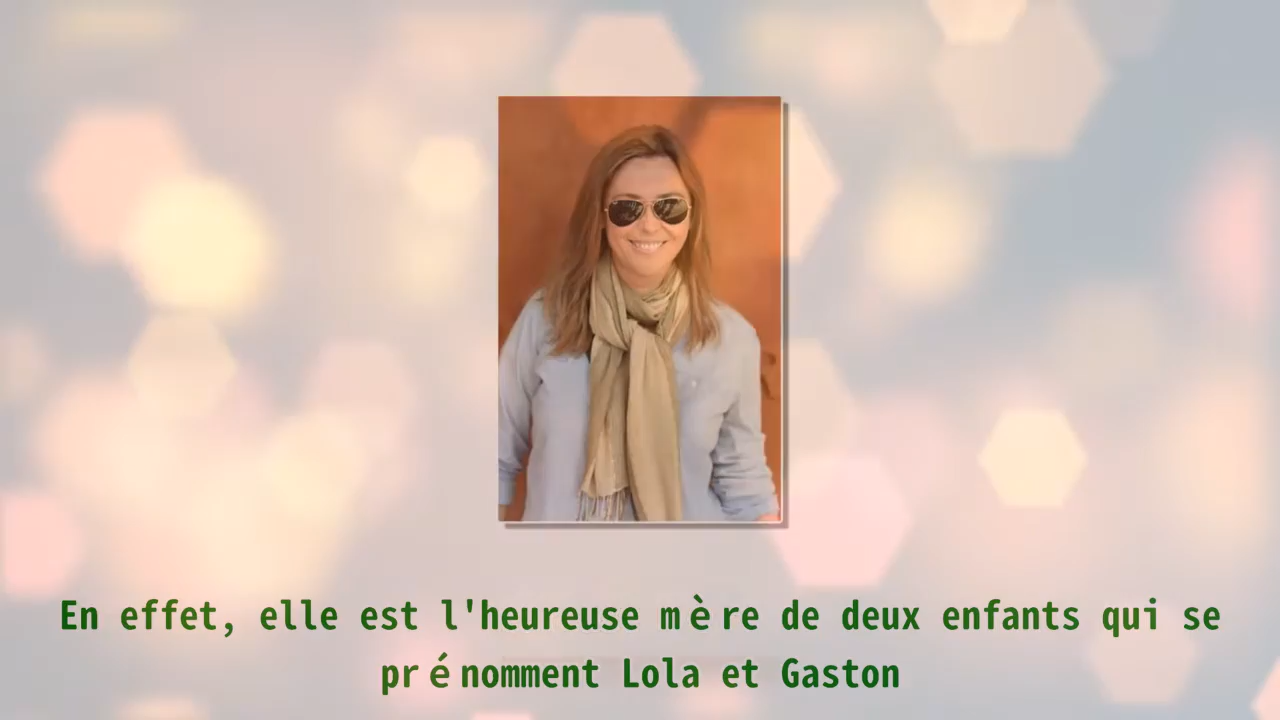 En effet, elle est l'heureuse mère de deux enfants qui se
prénomment Lola et Gaston